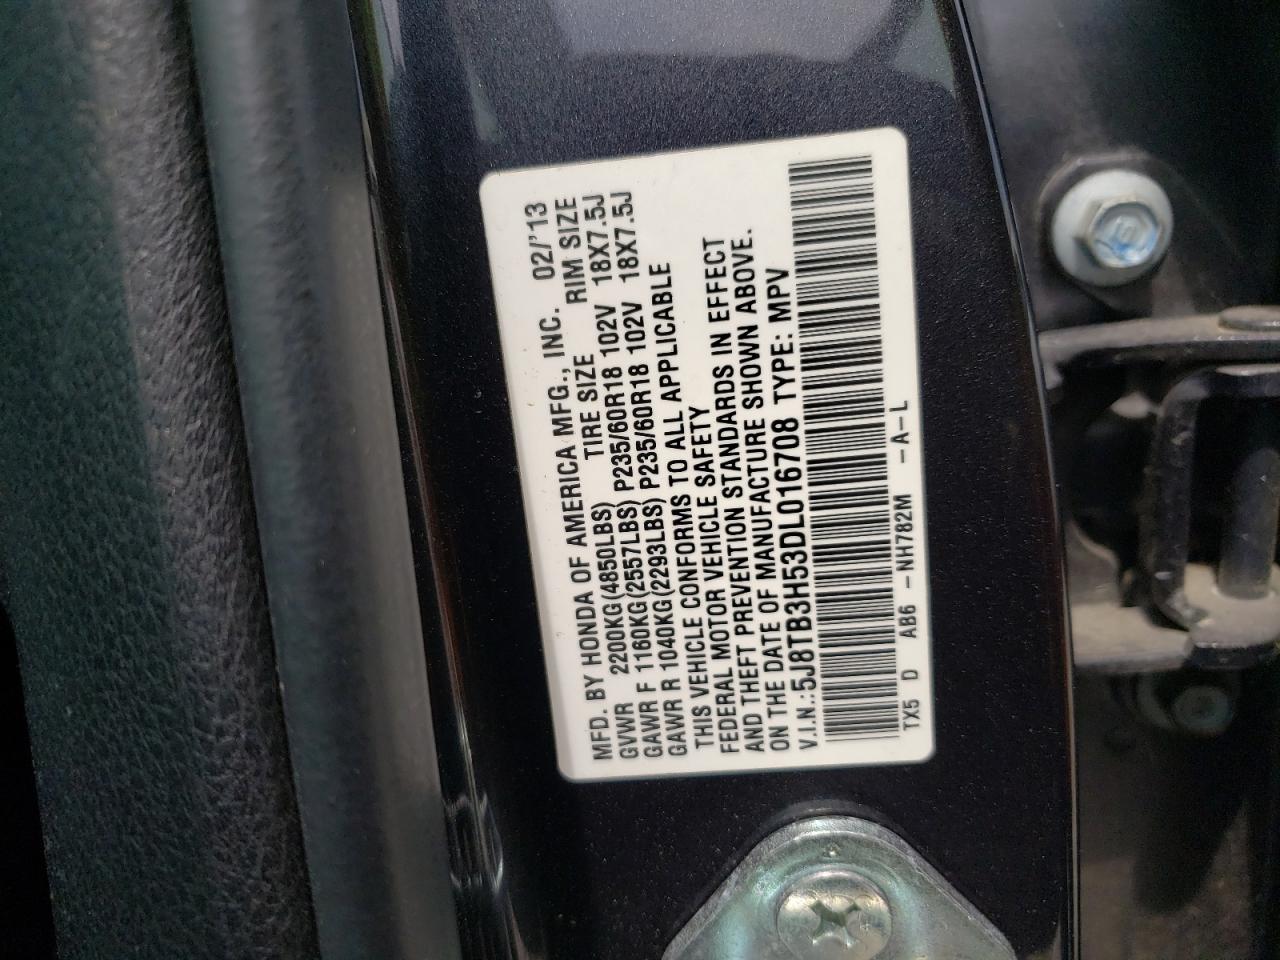 MFD. BY HONDA OF AMERICA MFG., INC. 02/'13
GVWR 2200KG(4850LBS) TIRE SIZE RIM SIZE
GAWR F 1160KG(2557LBS) P235/60R18 102V 18X7.5J
GAWR R 1040KG(2293LBS) P235/60R18 102V 18X7.5J
THIS VEHICLE CONFORMS TO ALL APPLICABLE
FEDERAL MOTOR VEHICLE SAFETY
AND THEFT PREVENTION STANDARDS IN EFFECT
ON THE DATE OF MANUFACTURE SHOWN ABOVE.
V.I.N.: 5J8TB3H53DL016708 TYPE: MPV
TX5 D AB6 -NH782M -A-L